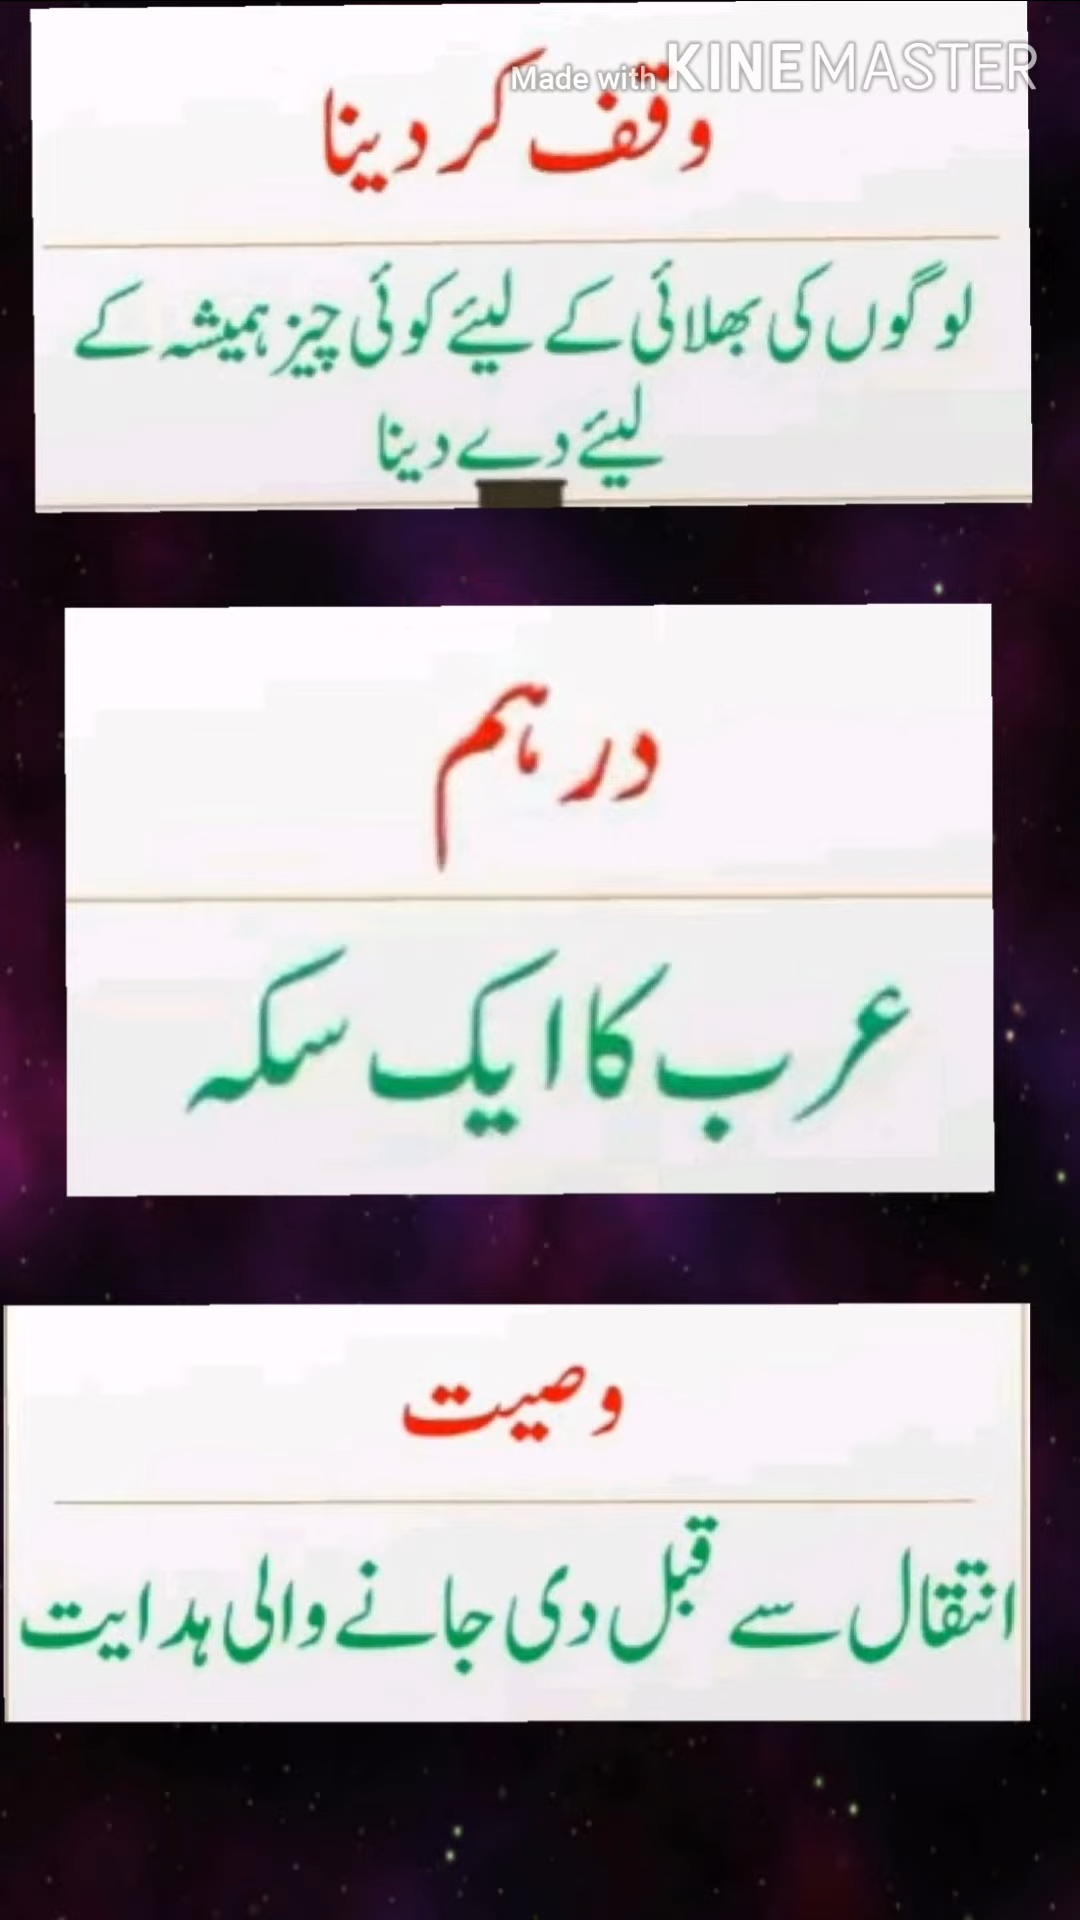 Made with KINEMASTER
وقف کر دینا
لوگوں کی بھلائی کے لیئے کوئی چیز ہمیشہ کے
لیئے دے دینا
درہم
عرب کا ایک سکہ
وصیت
انتقال سے قبل دی جانے والی ہدایت